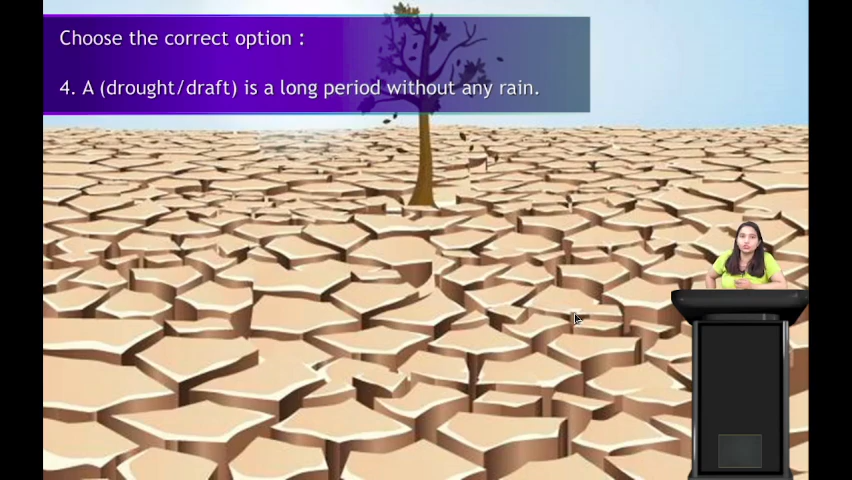 Choose the correct option :
4. A (drought/draft) is a long period without any rain.